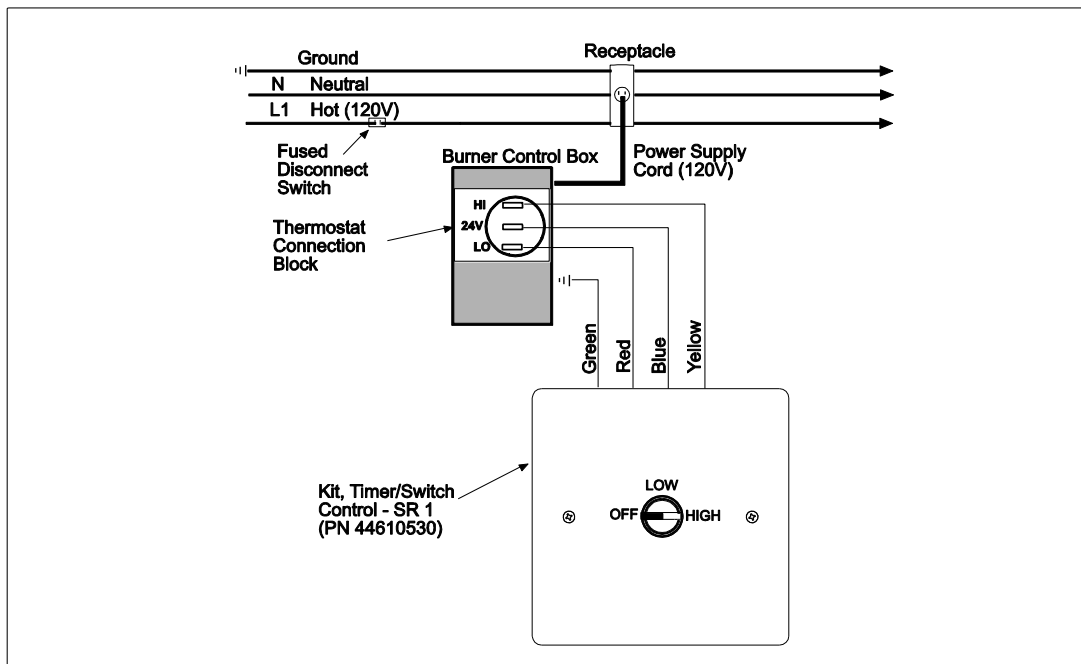 Ground
Receptacle
N Neutral
L1 Hot (120V)
Fused
Disconnect
Switch
Burner Control Box
Power Supply
Cord (120V)
HI
24V
LO
Thermostat
Connection
Block
Green
Red
Blue
Yellow
Kit, Timer/Switch
Control - SR 1
(PN 44610530)
LOW
OFF HIGH